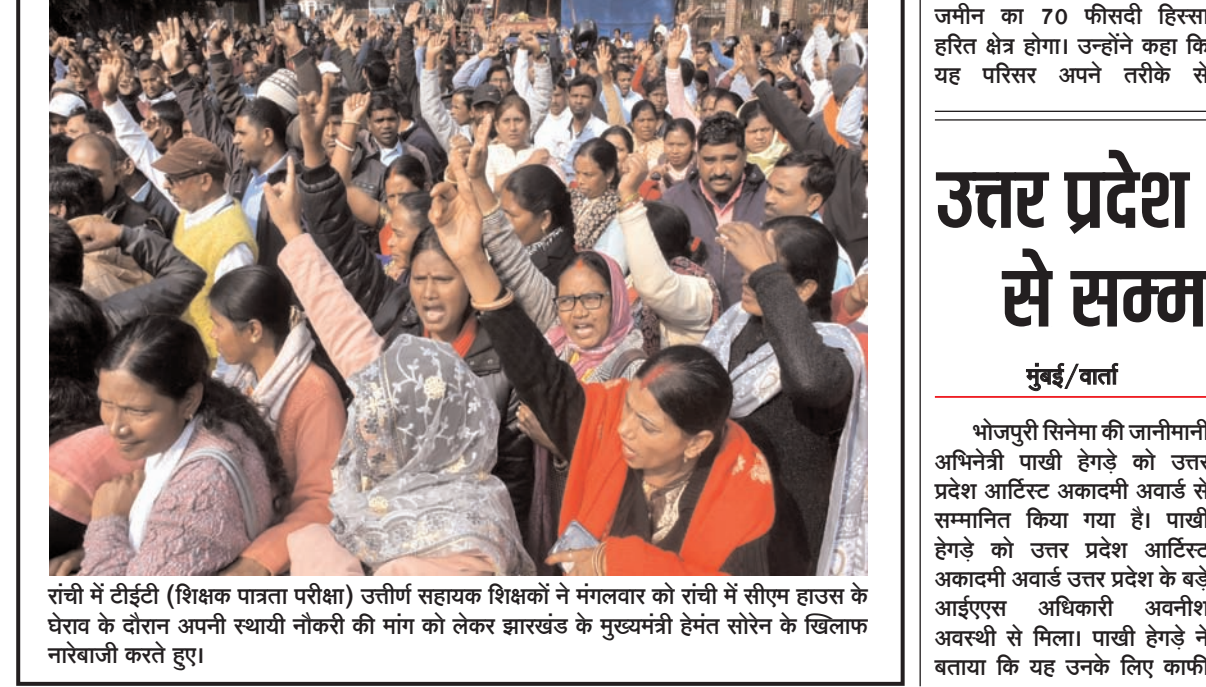 रांची में टीईटी (शिक्षक पात्रता परीक्षा) उत्तीर्ण सहायक शिक्षकों ने मंगलवार को रांची में सीएम हाउस के
घेराव के दौरान अपनी स्थायी नौकरी की मांग को लेकर झारखंड के मुख्यमंत्री हेमंत सोरेन के खिलाफ
नारेबाजी करते हुए।
जमीन का 70 फीसदी हिस्सा
हरित क्षेत्र होगा। उन्होंने कहा कि
यह परिसर अपने तरीके से
उत्तर प्रदेश
से सम्म
मुंबई/वार्ता
भोजपुरी सिनेमा की जानीमानी
अभिनेत्री पाखी हेगड़े को उत्तर
प्रदेश आर्टिस्ट अकादमी अवार्ड से
सम्मानित किया गया है। पाखी
हेगड़े को उत्तर प्रदेश आर्टिस्ट
अकादमी अवार्ड उत्तर प्रदेश के बड़े
आईएएस अधिकारी अवनीश
अवस्थी से मिला। पाखी हेगड़े ने
बताया कि यह उनके लिए काफी